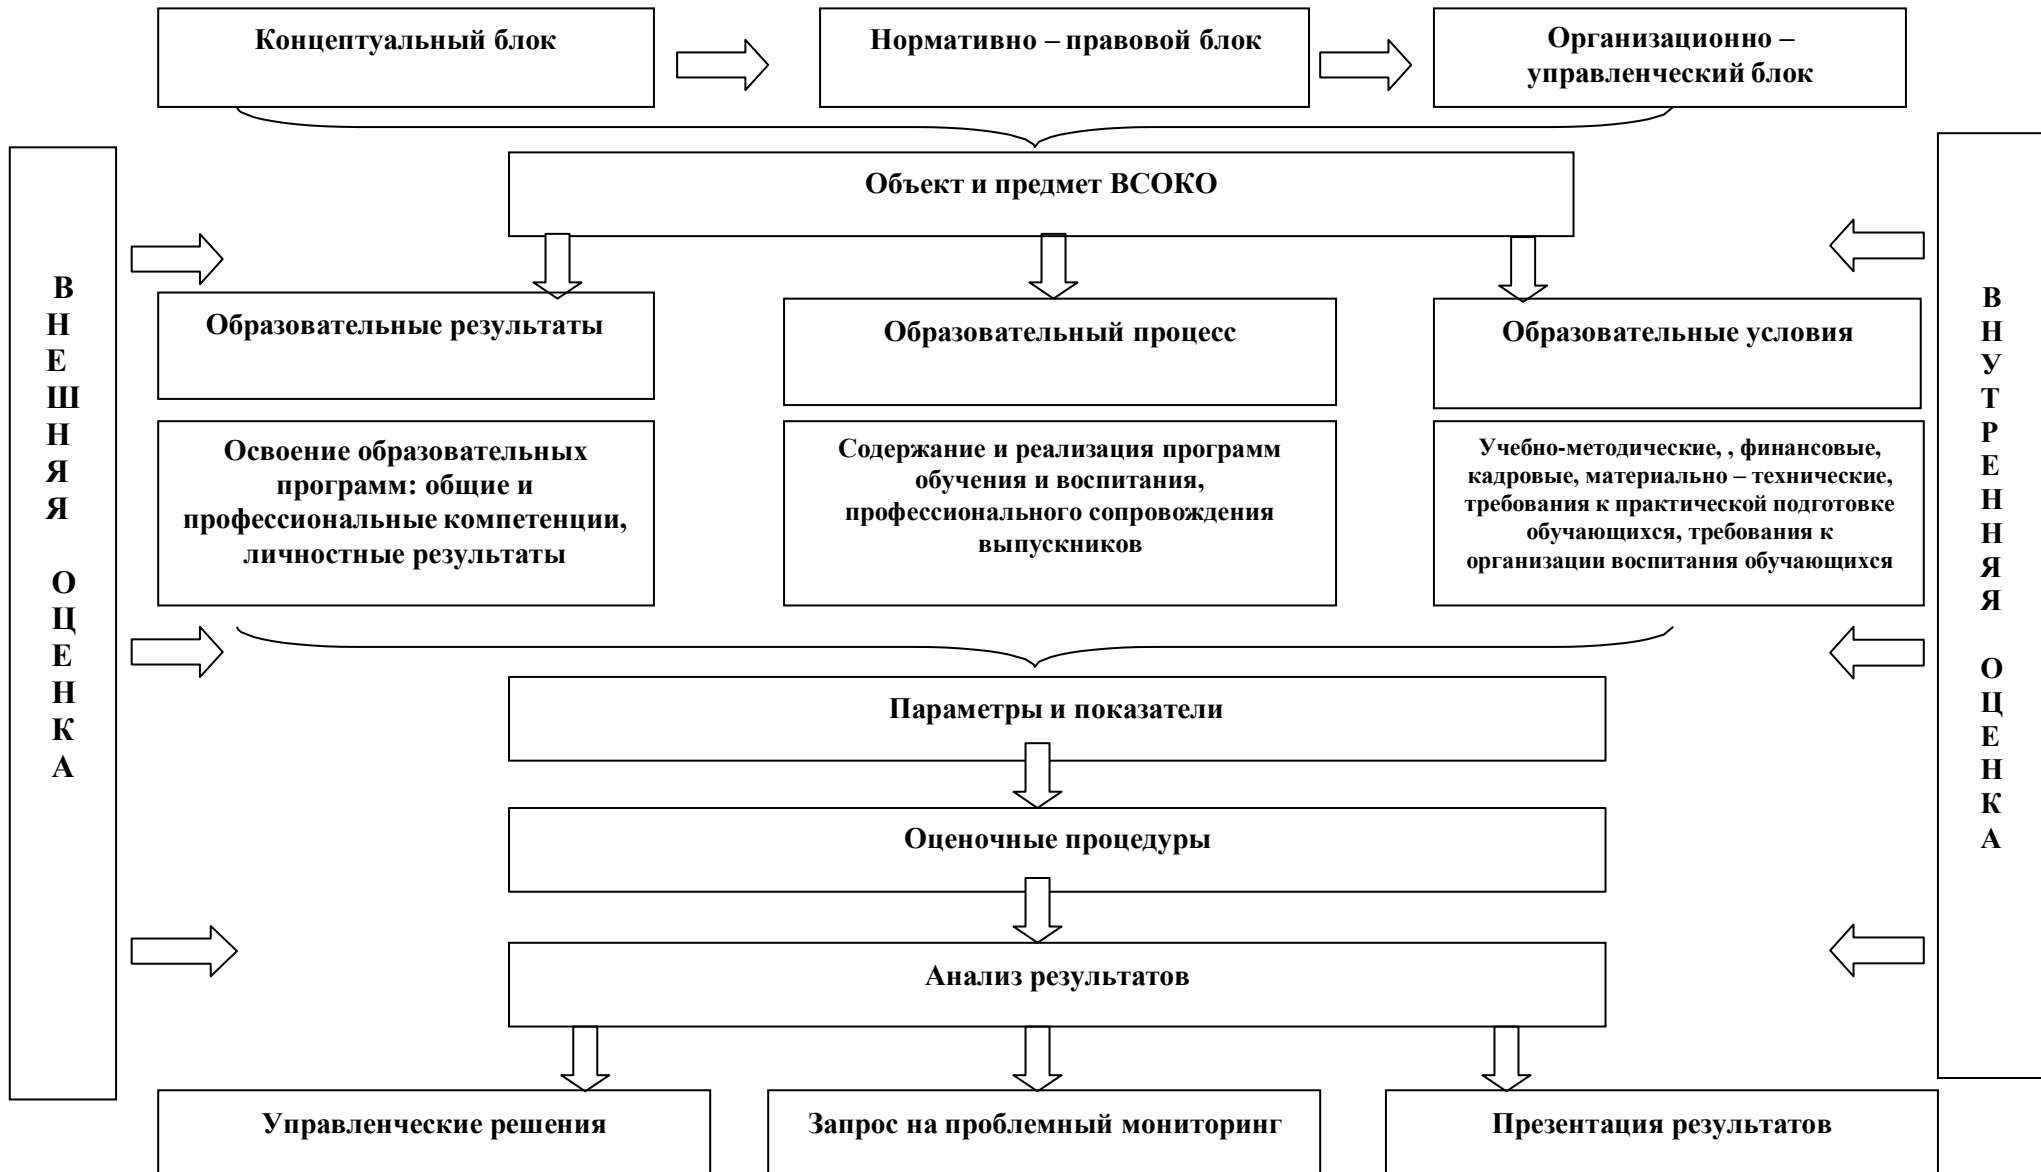 Концептуальный блок
Нормативно – правовой блок
Организационно –
управленческий блок
Объект и предмет ВСОКО
В
Н
Е
Ш
Н
Я
Я
О
Ц
Е
Н
К
А
Образовательные результаты
Образовательный процесс
Образовательные условия
Освоение образовательных
программ: общие и
профессиональные компетенции,
личностные результаты
Содержание и реализация программ
обучения и воспитания,
профессионального сопровождения
выпускников
Учебно-методические, , финансовые,
кадровые, материально – технические,
требования к практической подготовке
обучающихся, требования к
организации воспитания обучающихся
В
Н
У
Т
Р
Е
Н
Н
Я
Я
О
Ц
Е
Н
К
А
Параметры и показатели
Оценочные процедуры
Анализ результатов
Управленческие решения
Запрос на проблемный мониторинг
Презентация результатов